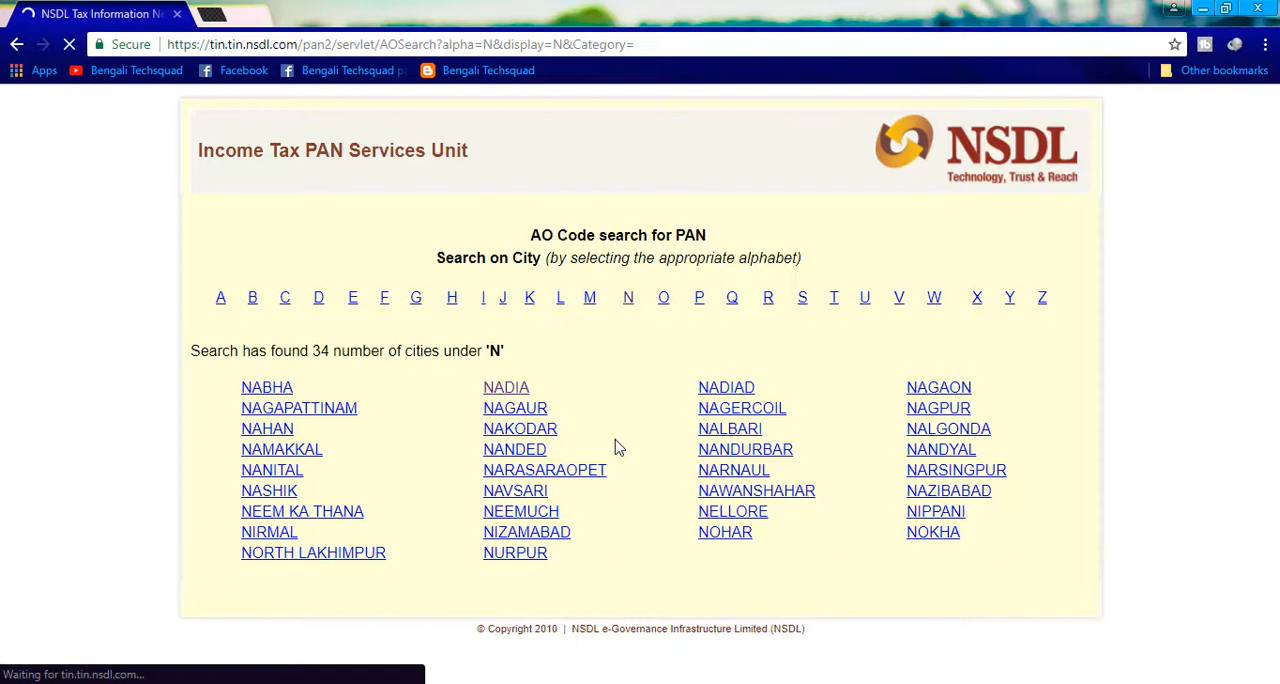 NSDL Tax Information Ne
Secure https://tin.tin.nsdl.com/pan2/servlet/AOSearch?alpha=N&display=N&Category=
Apps Bengali Techsquad Facebook Bengali Techsquad p Bengali Techsquad Other bookmarks
Income Tax PAN Services Unit
NSDL
Technology, Trust & Reach
AO Code search for PAN
Search on City (by selecting the appropriate alphabet)
A B C D E F G H I J K L M N O P Q R S T U V W X Y Z
Search has found 34 number of cities under 'N'
NABHA NADIA NADIAD NAGAON
NAGAPATTINAM NAGAUR NAGERCOIL NAGPUR
NAHAN NAKODAR NALBARI NALGONDA
NAMAKKAL NANDED NANDURBAR NANDYAL
NANITAL NARASARAOPET NARNAUL NARSINGPUR
NASHIK NAVSARI NAWANSHAHAR NAZIBABAD
NEEM KA THANA NEEMUCH NELLORE NIPPANI
NIRMAL NIZAMABAD NOHAR NOKHA
NORTH LAKHIMPUR NURPUR
© Copyright 2010 | NSDL e-Governance Infrastructure Limited (NSDL)
Waiting for tin.tin.nsdl.com...